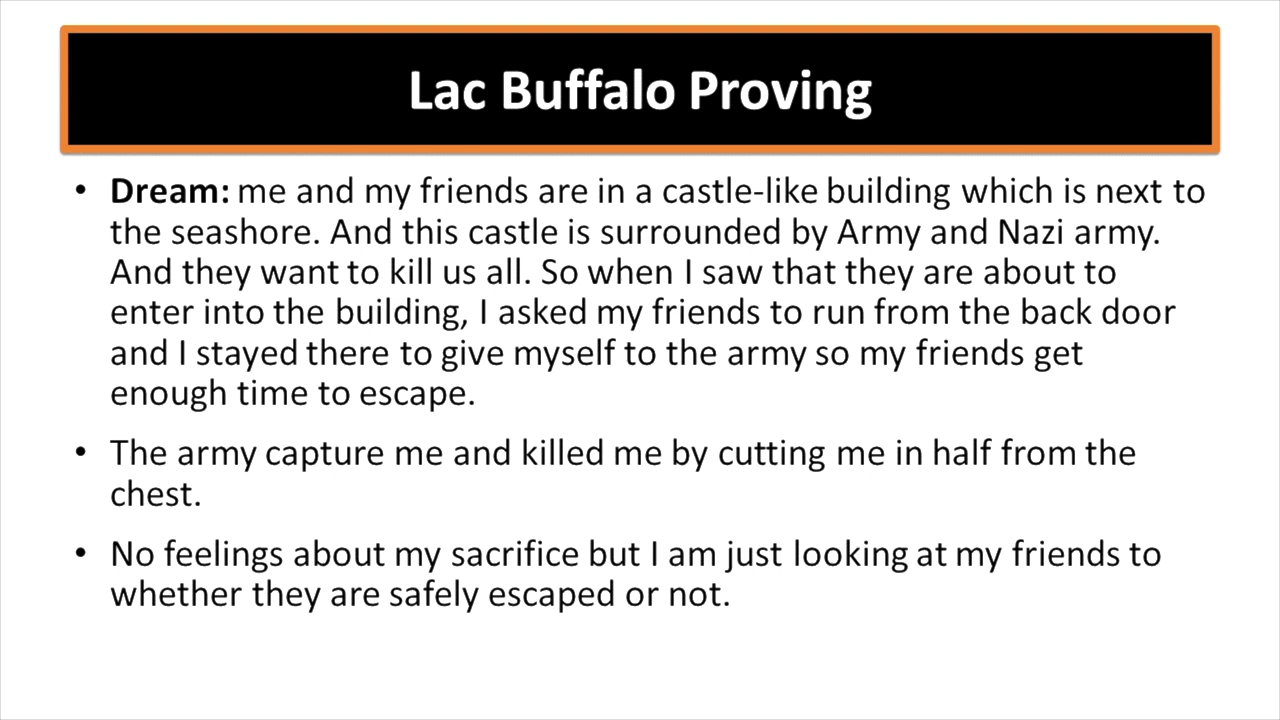 Lac Buffalo Proving
• Dream: me and my friends are in a castle-like building which is next to
the seashore. And this castle is surrounded by Army and Nazi army.
And they want to kill us all. So when I saw that they are about to
enter into the building, I asked my friends to run from the back door
and I stayed there to give myself to the army so my friends get
enough time to escape.
• The army capture me and killed me by cutting me in half from the
chest.
• No feelings about my sacrifice but I am just looking at my friends to
whether they are safely escaped or not.